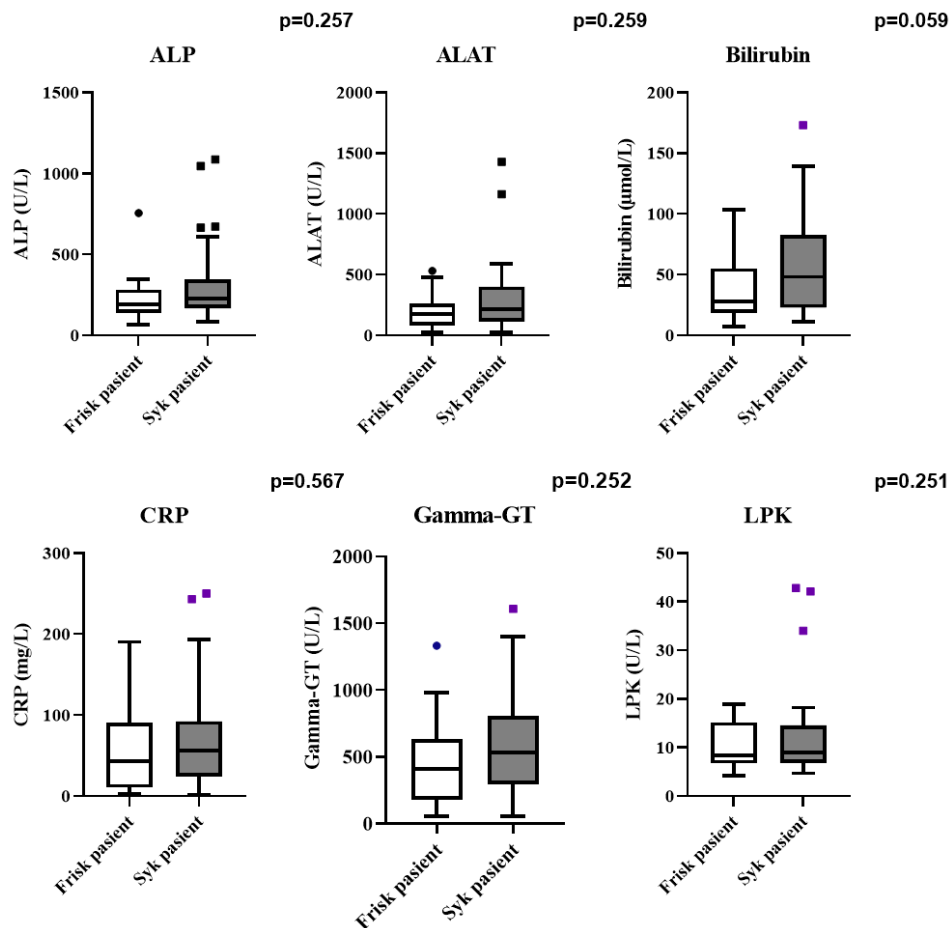 p=0.257
ALP
1500
1000
500
0
ALP (U/L)
Frisk pasient
Syk pasient
p=0.259
ALAT
2000
1500
1000
500
0
ALAT (U/L)
Frisk pasient
Syk pasient
p=0.059
Bilirubin
200
150
100
50
0
Bilirubin (µmol/L)
Frisk pasient
Syk pasient
p=0.567
CRP
300
200
100
0
CRP (mg/L)
Frisk pasient
Syk pasient
p=0.252
Gamma-GT
2000
1500
1000
500
0
Gamma-GT (U/L)
Frisk pasient
Syk pasient
p=0.251
LPK
50
40
30
20
10
0
LPK (U/L)
Frisk pasient
Syk pasient